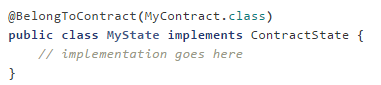 @BelongToContract(MyContract.class)
public class MyState implements ContractState {
    // implementation goes here
}